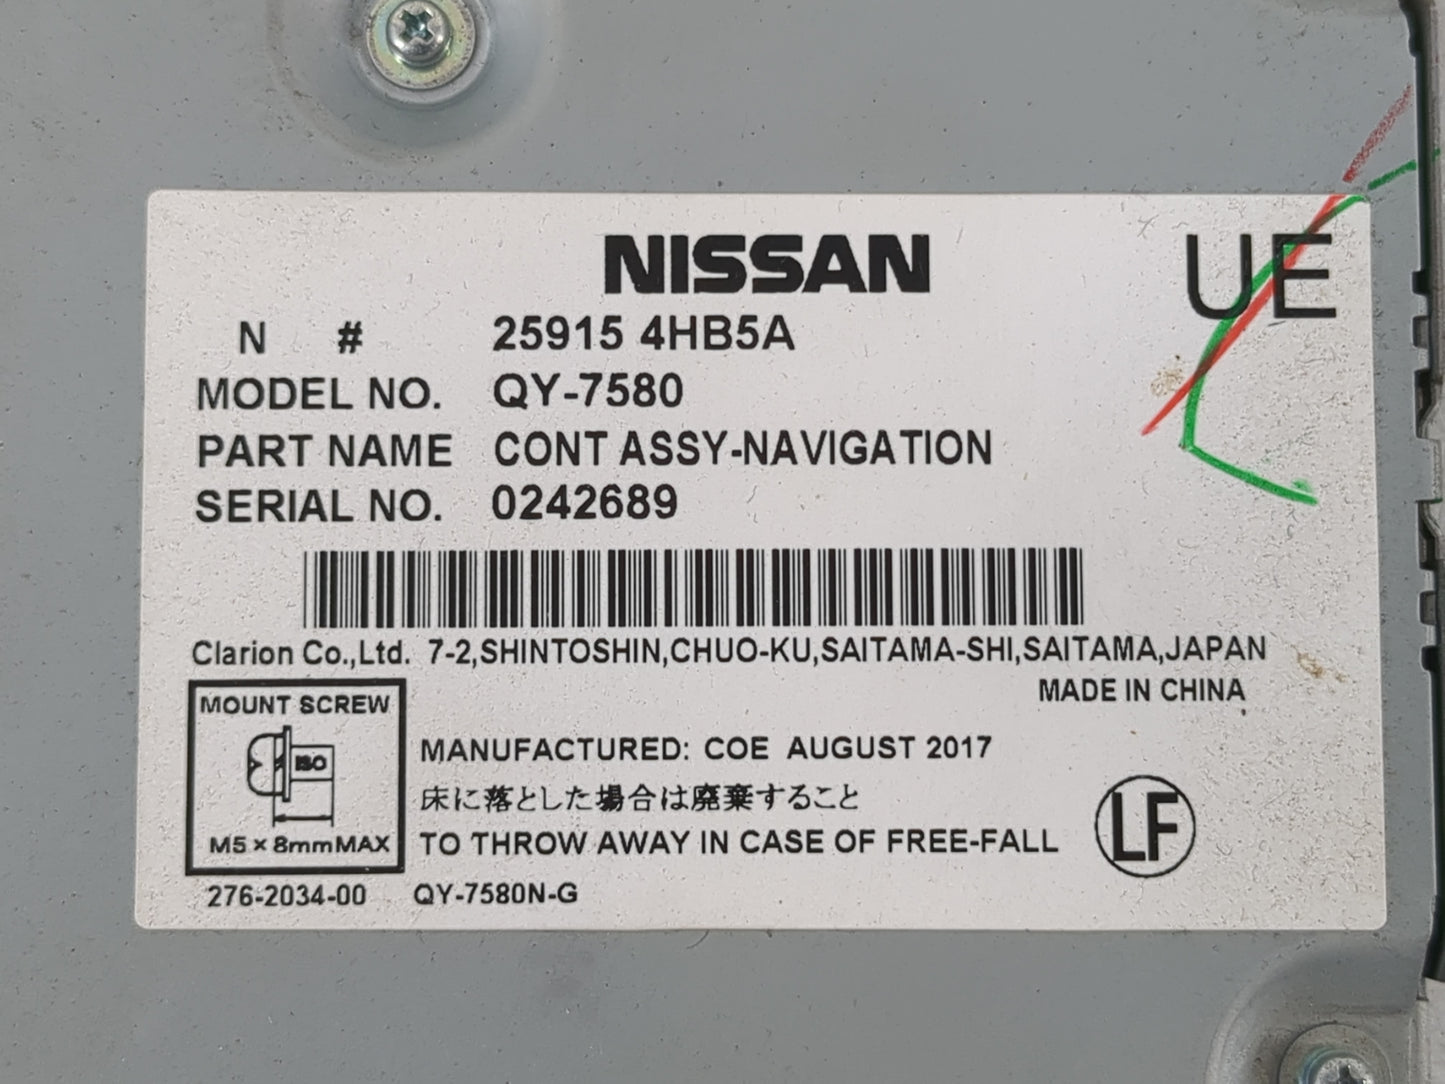 NISSAN
UE
N # 25915 4HB5A
MODEL NO. QY-7580
PART NAME CONT ASSY-NAVIGATION
SERIAL NO. 0242689
Clarion Co.,Ltd. 7-2,SHINTOSHIN,CHUO-KU,SAITAMA-SHI,SAITAMA,JAPAN
MADE IN CHINA
MOUNT SCREW
ISO
M5×8mmMAX
MANUFACTURED: COE AUGUST 2017
床に落とした場合は廃棄すること
TO THROW AWAY IN CASE OF FREE-FALL
LF
276-2034-00 QY-7580N-G